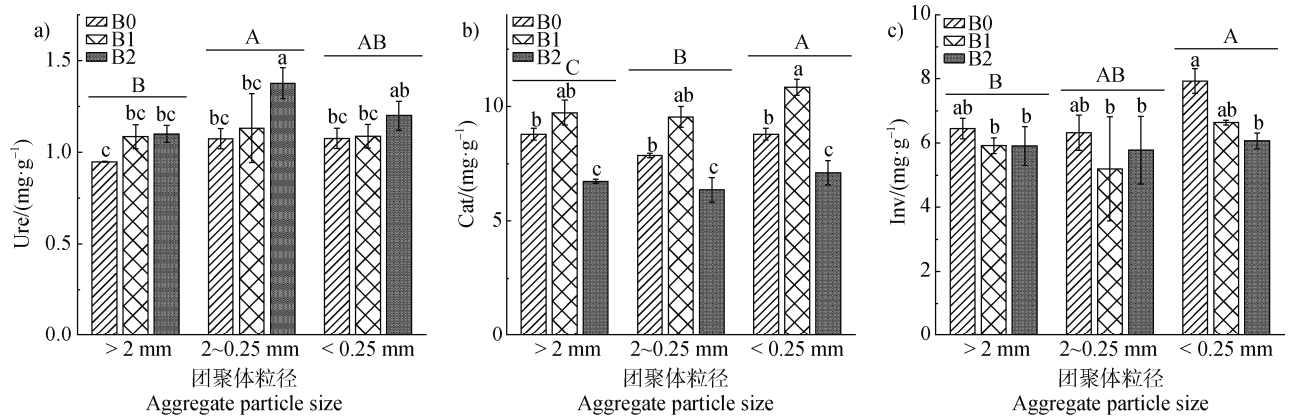 a)
B0
B1
B2
B
A
AB
c
bc
bc
bc
bc
a
bc
bc
ab
1.5
1.0
0.5
0.0
Ure/(mg·g⁻¹)
> 2 mm
2~0.25 mm
< 0.25 mm
团聚体粒径
Aggregate particle size
b)
B0
B1
B2
C
B
A
b
ab
c
b
ab
c
b
a
c
10
5
0
Cat/(mg·g⁻¹)
> 2 mm
2~0.25 mm
< 0.25 mm
团聚体粒径
Aggregate particle size
c)
B0
B1
B2
B
AB
A
ab
b
b
ab
b
b
a
ab
b
10
8
6
4
2
0
Inv/(mg·g⁻¹)
> 2 mm
2~0.25 mm
< 0.25 mm
团聚体粒径
Aggregate particle size